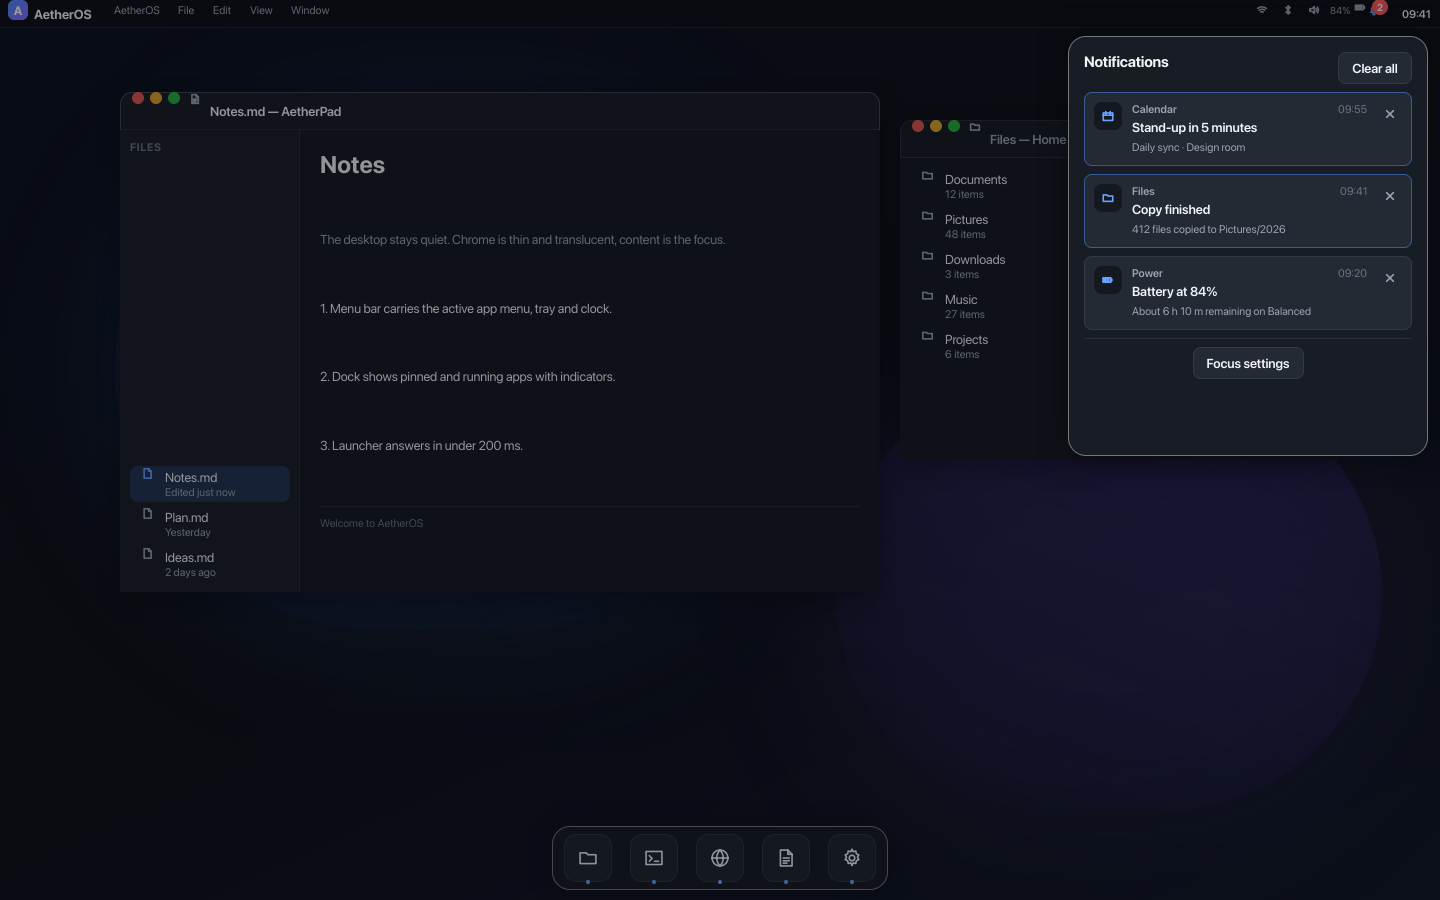 A AetherOS AetherOS File Edit View Window 84% 2 09:41
Notes.md — AetherPad
FILES
Notes.md
Edited just now
Plan.md
Yesterday
Ideas.md
2 days ago
Notes
The desktop stays quiet. Chrome is thin and translucent, content is the focus.
1. Menu bar carries the active app menu, tray and clock.
2. Dock shows pinned and running apps with indicators.
3. Launcher answers in under 200 ms.
Welcome to AetherOS
Files — Home
Documents
12 items
Pictures
48 items
Downloads
3 items
Music
27 items
Projects
6 items
Notifications
Clear all
Calendar 09:55
Stand-up in 5 minutes
Daily sync · Design room
Files 09:41
Copy finished
412 files copied to Pictures/2026
Power 09:20
Battery at 84%
About 6 h 10 m remaining on Balanced
Focus settings